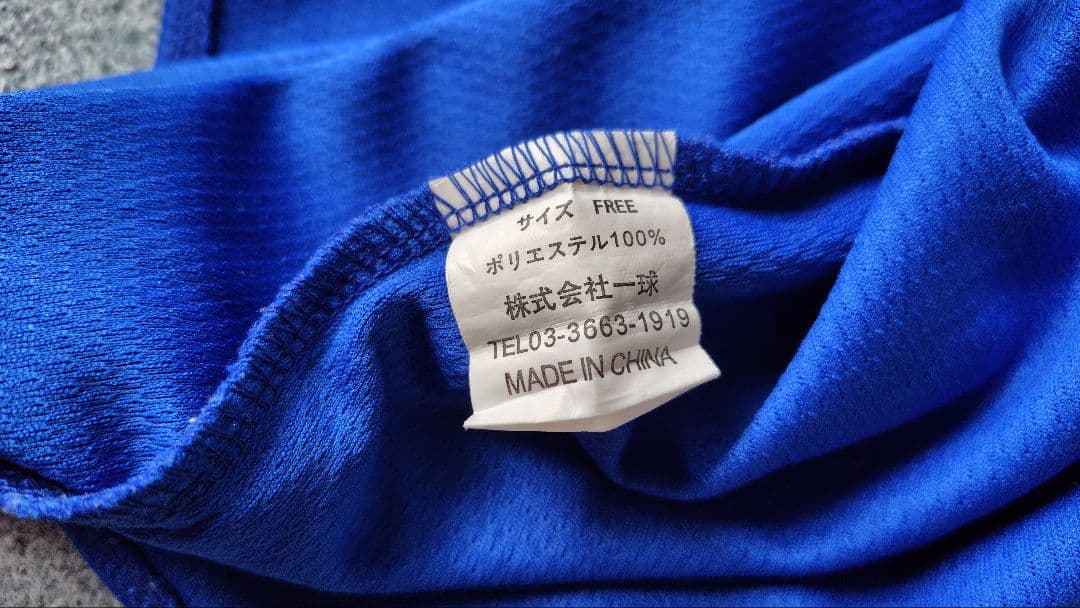 サイズ FREE
ポリエステル100%
株式会社一球
TEL03-3663-1919
MADE IN CHINA